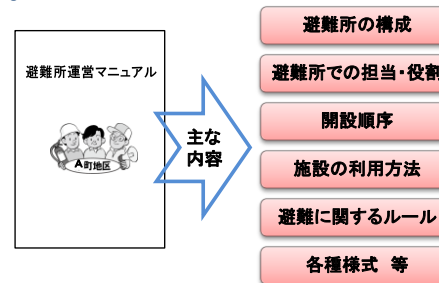 避難所運営マニュアル
A町地区
主な
内容
避難所の構成
避難所での担当・役割
開設順序
施設の利用方法
避難に関するルール
各種様式 等